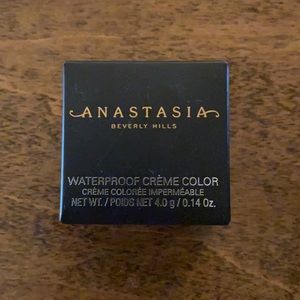 ANASTASIA
BEVERLY HILLS
WATERPROOF CRÈME COLOR
CRÈME COLORÉE IMPERMÉABLE
NET WT. / POIDS NET 4.0 g / 0.14 Oz.